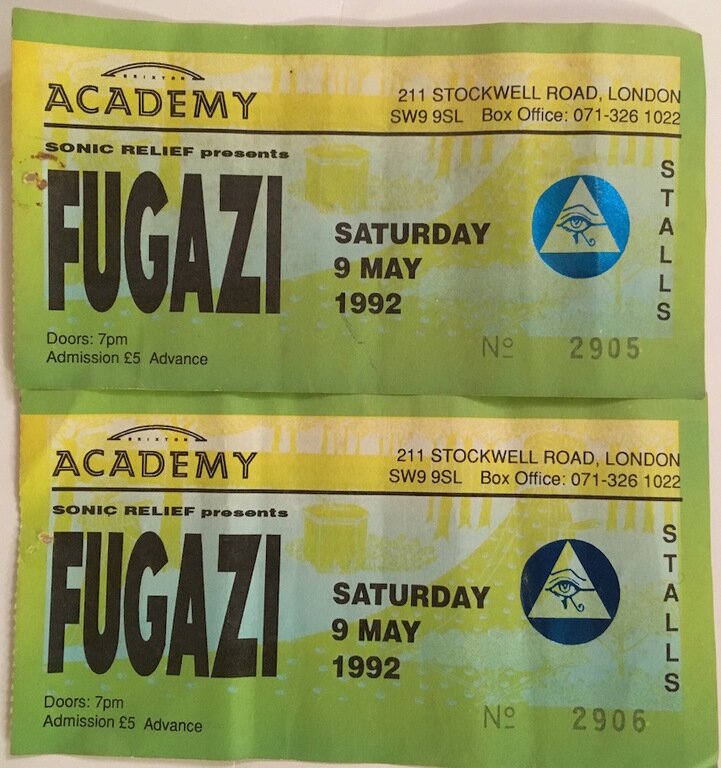 BRIXTON
ACADEMY
211 STOCKWELL ROAD, LONDON
SW9 9SL Box Office: 071-326 1022
SONIC RELIEF presents
FUGAZI
SATURDAY
9 MAY
1992
STALLS
Doors: 7pm
Admission £5 Advance
Nº 2905
BRIXTON
ACADEMY
211 STOCKWELL ROAD, LONDON
SW9 9SL Box Office: 071-326 1022
SONIC RELIEF presents
FUGAZI
SATURDAY
9 MAY
1992
STALLS
Doors: 7pm
Admission £5 Advance
Nº 2906